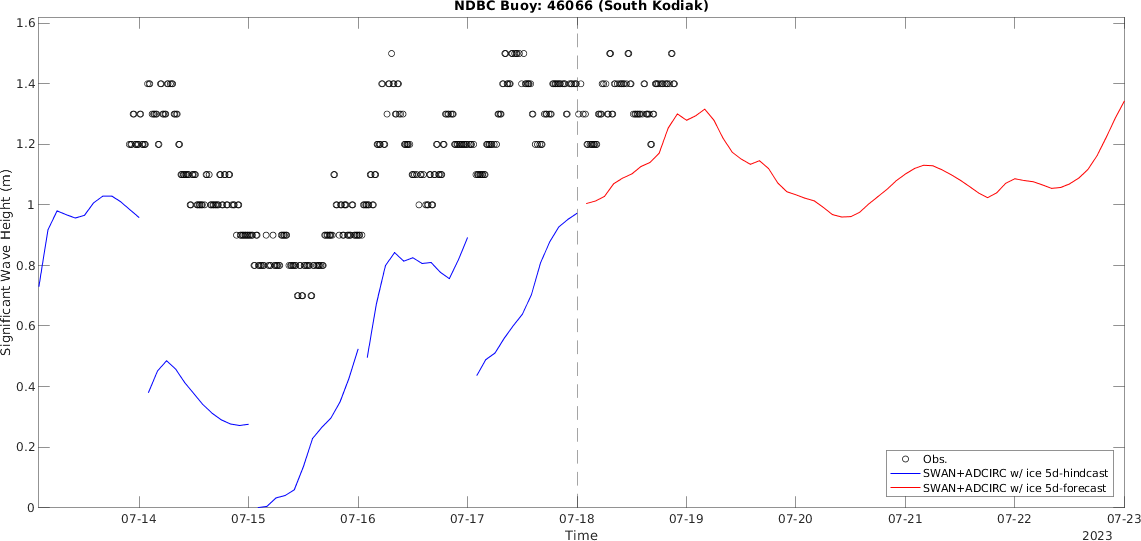 NDBC Buoy: 46066 (South Kodiak)
1.6
1.4
1.2
1
0.8
0.6
0.4
0.2
0
Significant Wave Height (m)
Obs.
SWAN+ADCIRC w/ ice 5d-hindcast
SWAN+ADCIRC w/ ice 5d-forecast
07-14 07-15 07-16 07-17 07-18 07-19 07-20 07-21 07-22 07-23
Time
2023